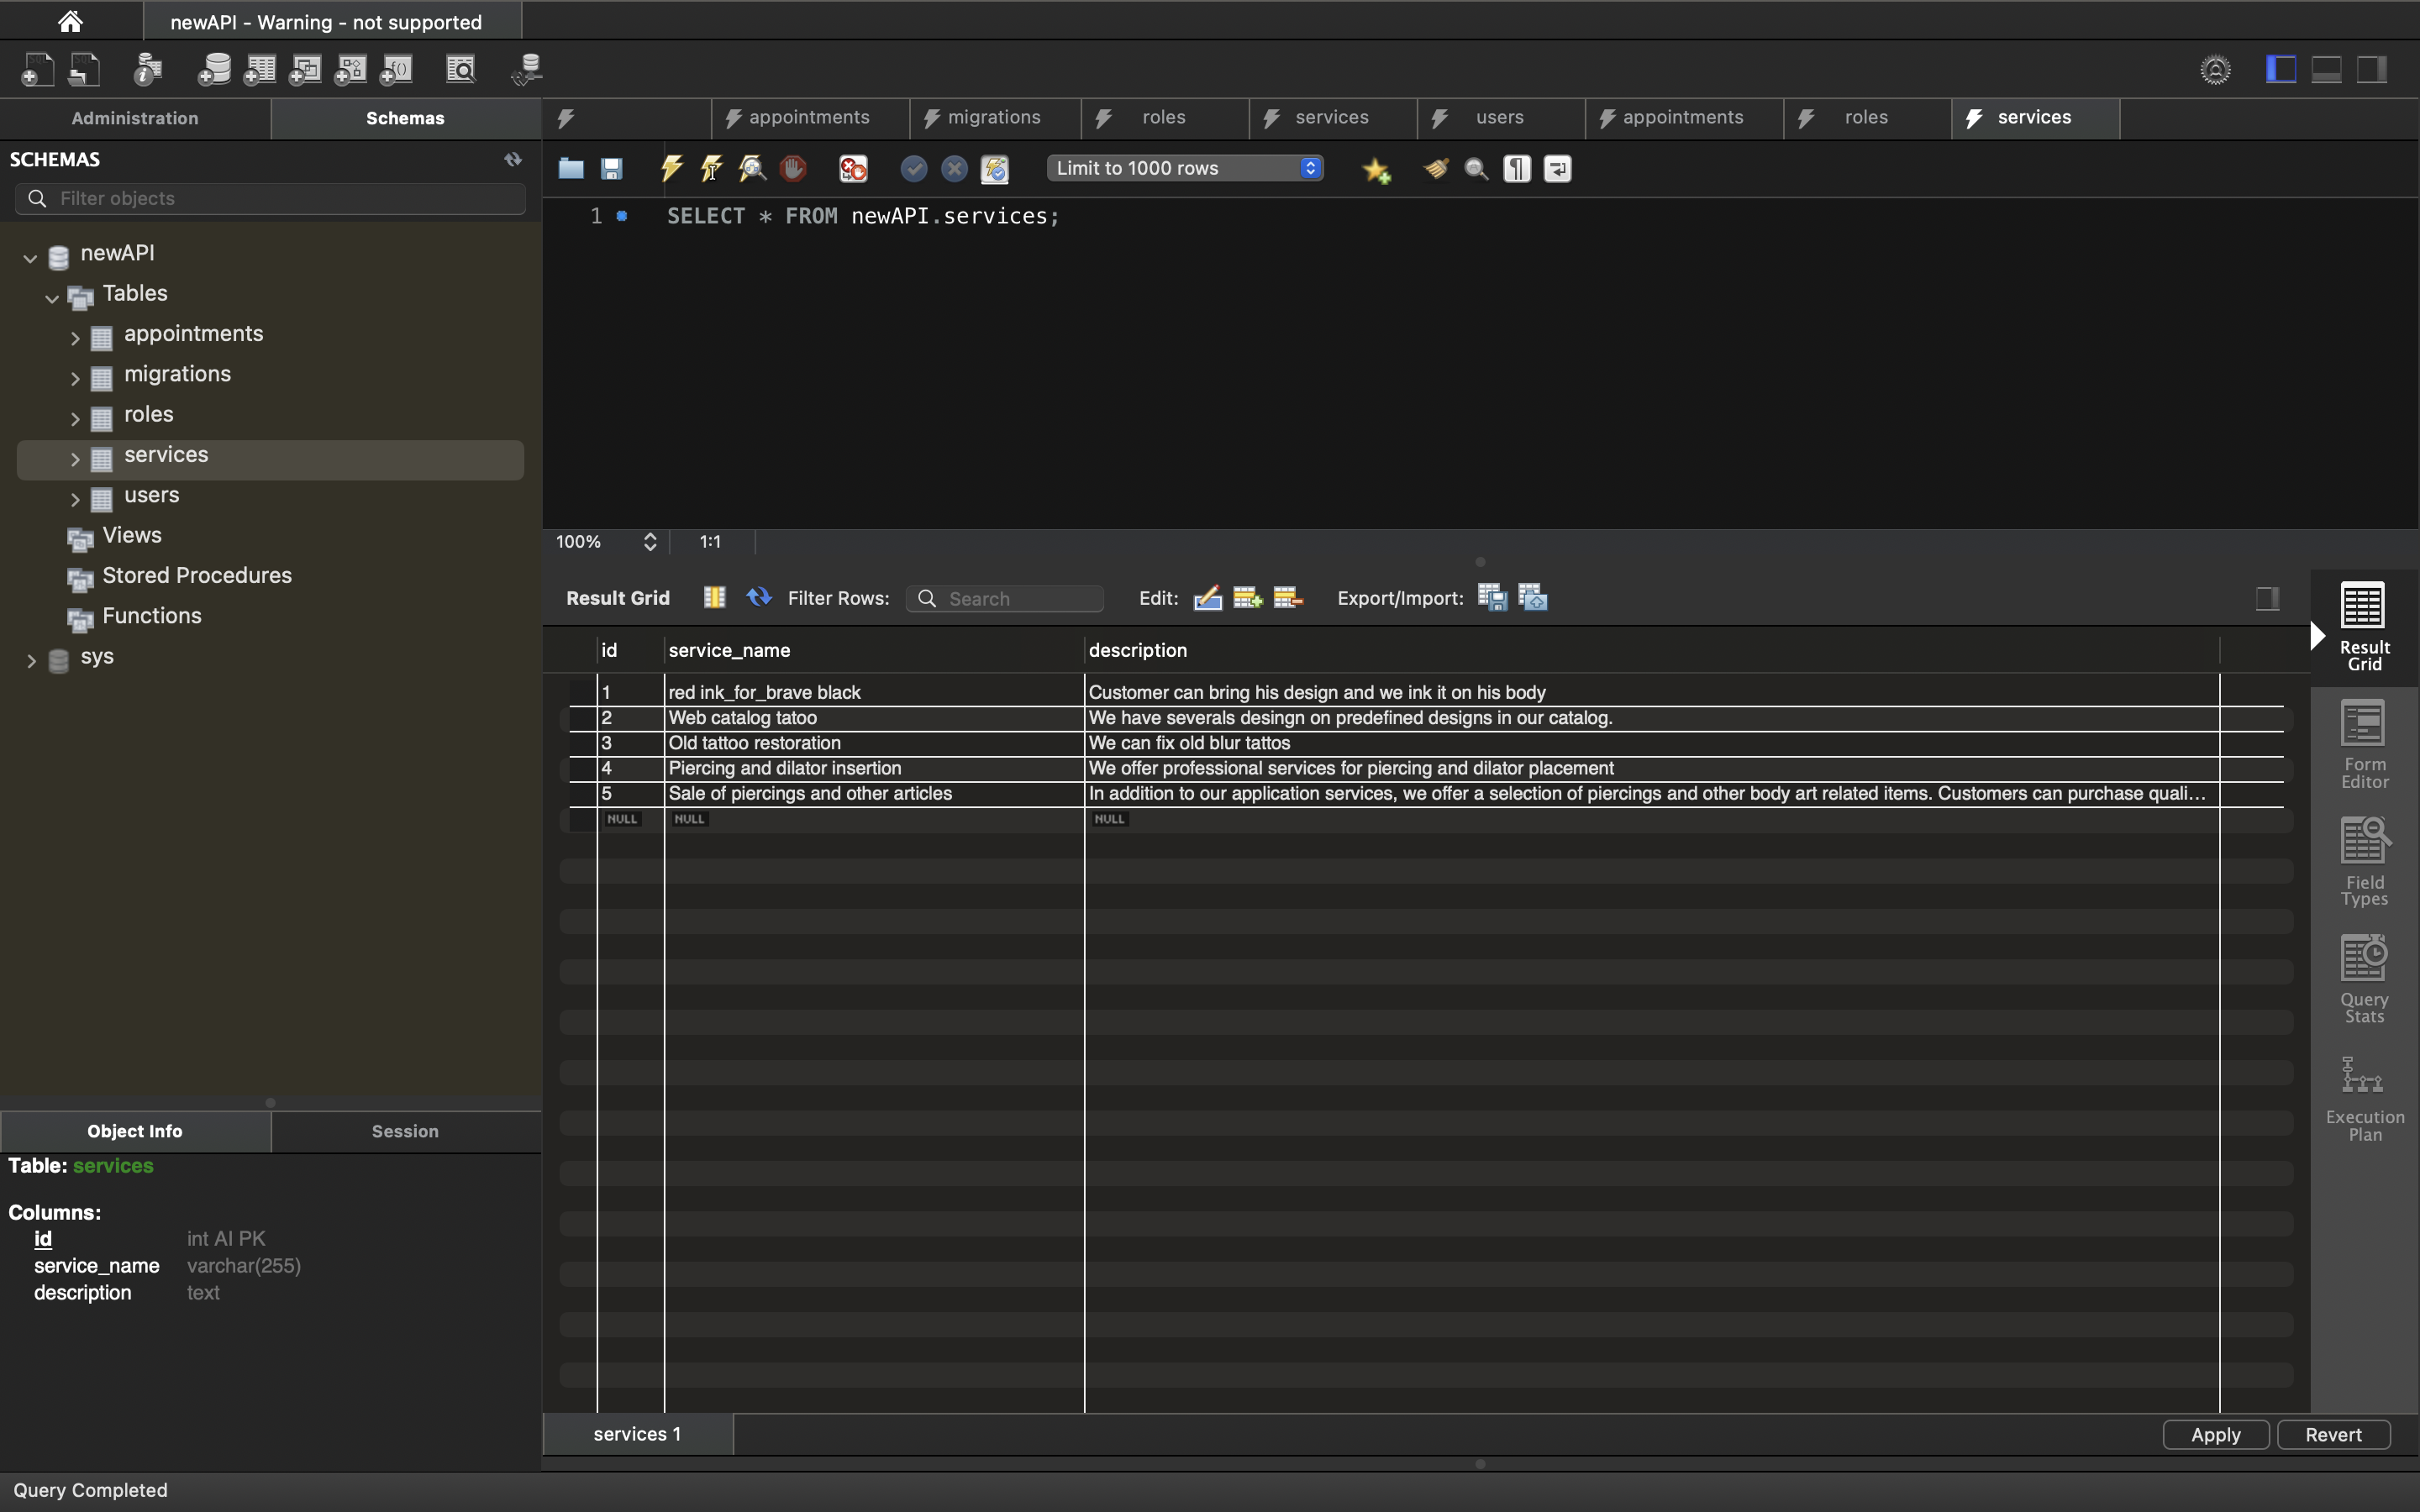 newAPI - Warning - not supported
Administration Schemas
appointments migrations roles services users appointments roles services
SCHEMAS
Filter objects
Limit to 1000 rows
1 SELECT * FROM newAPI.services;
newAPI
Tables
appointments
migrations
roles
services
users
Views
Stored Procedures
Functions
sys
100% 1:1
Result Grid Filter Rows: Search Edit: Export/Import:
id service_name description
1 red ink_for_brave black Customer can bring his design and we ink it on his body
2 Web catalog tatoo We have severals desingn on predefined designs in our catalog.
3 Old tattoo restoration We can fix old blur tattos
4 Piercing and dilator insertion We offer professional services for piercing and dilator placement
5 Sale of piercings and other articles In addition to our application services, we offer a selection of piercings and other body art related items. Customers can purchase quali...
NULL NULL NULL
Result
Grid
Form
Editor
Field
Types
Query
Stats
Execution
Plan
Object Info Session
Table: services
Columns:
id int AI PK
service_name varchar(255)
description text
services 1 Apply Revert
Query Completed